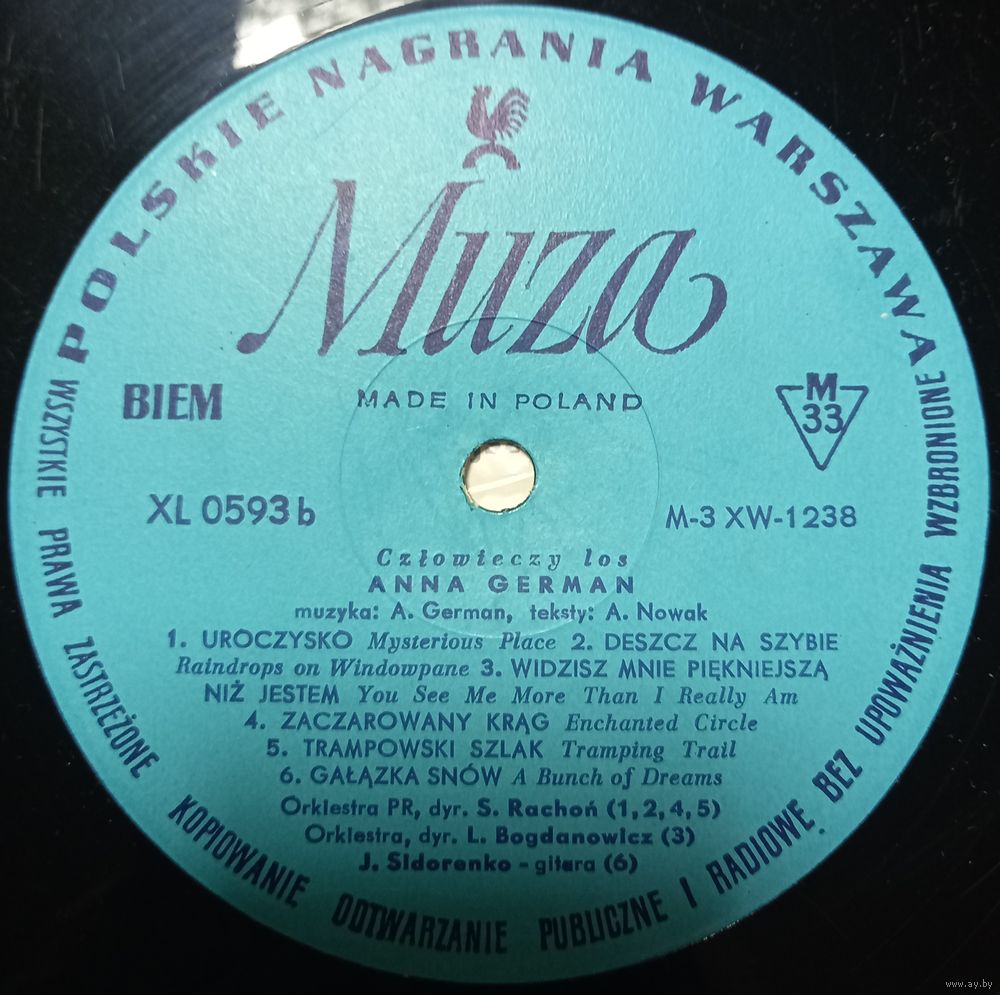 POLSKIE NAGRANIA WARSZAWA
Muza
MADE IN POLAND
BIEM
M
33
XL 0593 b
M-3 XW-1238
Człowieczy los
ANNA GERMAN
muzyka: A. German, teksty: A. Nowak
1. UROCZYSKO Mysterious Place 2. DESZCZ NA SZYBIE
Raindrops on Windowpane 3. WIDZISZ MNIE PIĘKNIEJSZĄ
NIŻ JESTEM You See Me More Than I Really Am
4. ZACZAROWANY KRĄG Enchanted Circle
5. TRAMPOWSKI SZLAK Tramping Trail
6. GAŁĄZKA SNÓW A Bunch of Dreams
Orkiestra PR, dyr. S. Rachoń (1,2,4,5)
Orkiestra, dyr. L. Bogdanowicz (3)
J. Sidorenko - gitara (6)
WSZYSTKIE PRAWA ZASTRZEŻONE KOPIOWANIE ODTWARZANIE PUBLICZNE I RADIOWE BEZ UPOWAŻNIENIA WZBRONIONE
www.ay.by